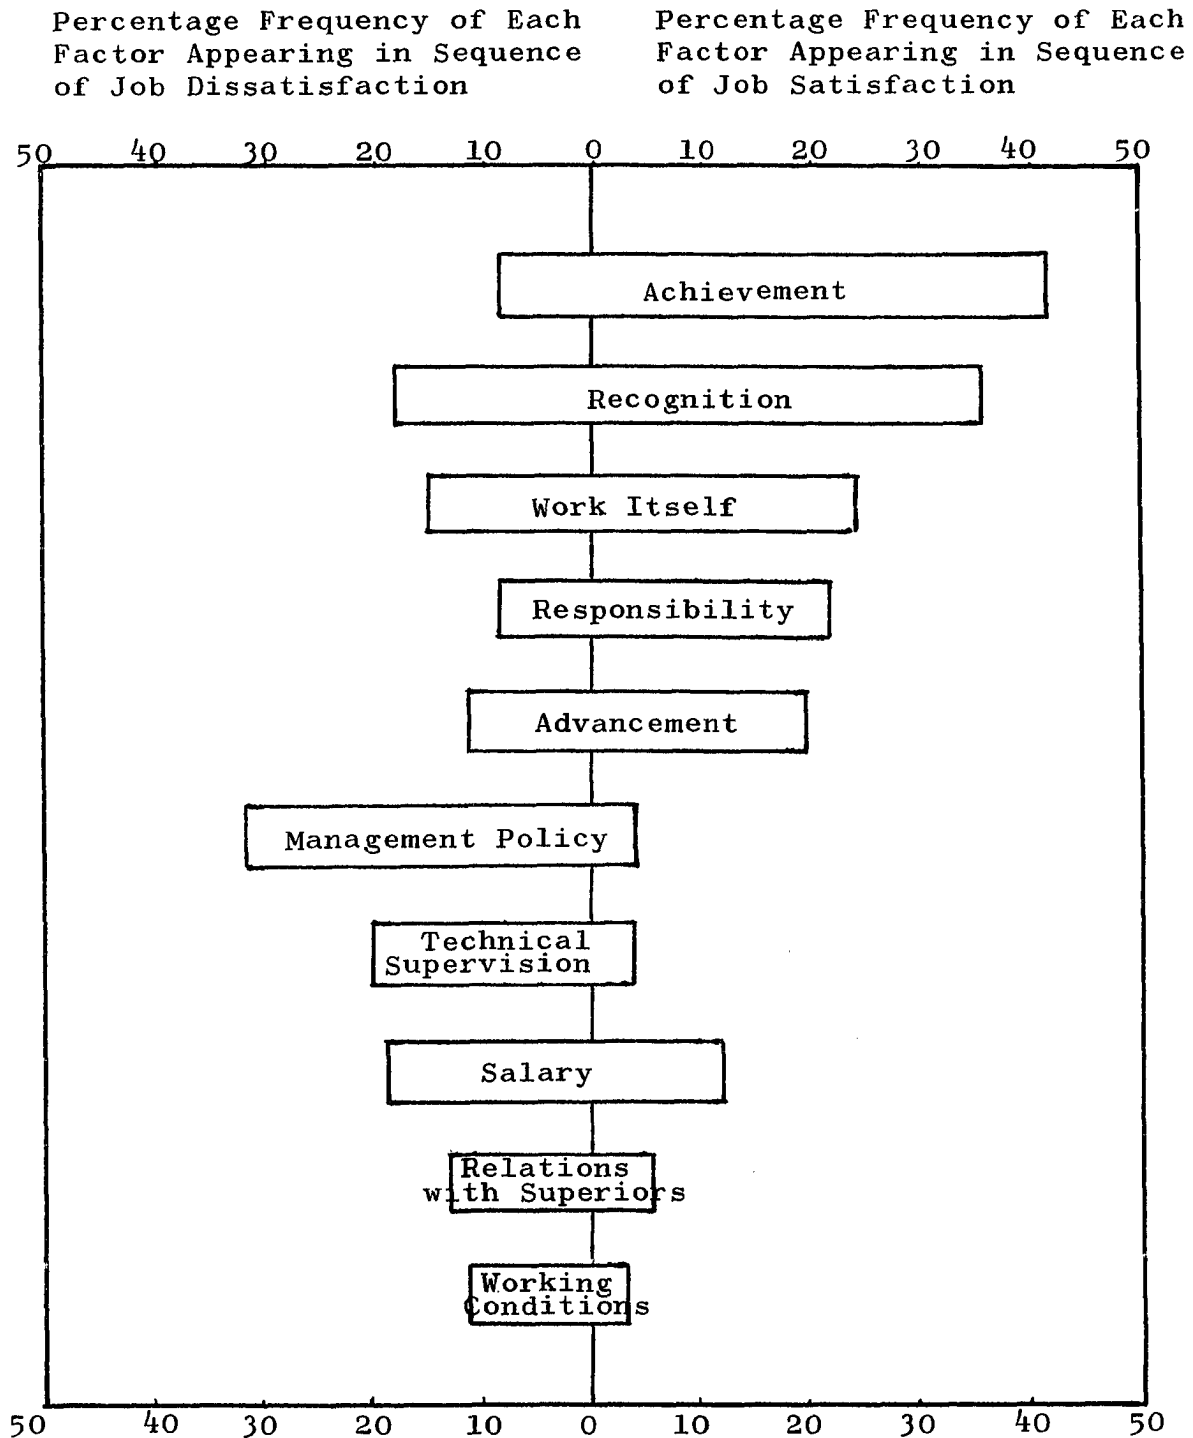 Percentage Frequency of Each
Factor Appearing in Sequence
of Job Dissatisfaction
Percentage Frequency of Each
Factor Appearing in Sequence
of Job Satisfaction
50 40 30 20 10 0 10 20 30 40 50
Achievement
Recognition
Work Itself
Responsibility
Advancement
Management Policy
Technical
Supervision
Salary
Relations
with Superiors
Working
Conditions
50 40 30 20 10 0 10 20 30 40 50